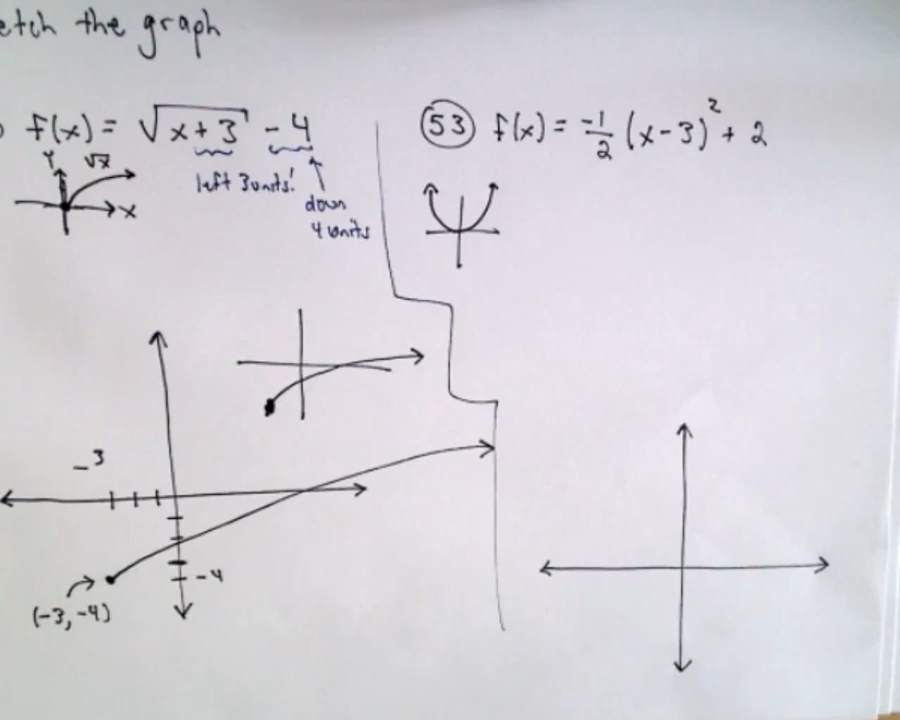 etch the graph
f(x) = √(x + 3) - 4
Y
√x
X
left 3 units!
down
4 units
-3
-4
(-3, -4)
53 f(x) = -1/2 (x - 3)² + 2